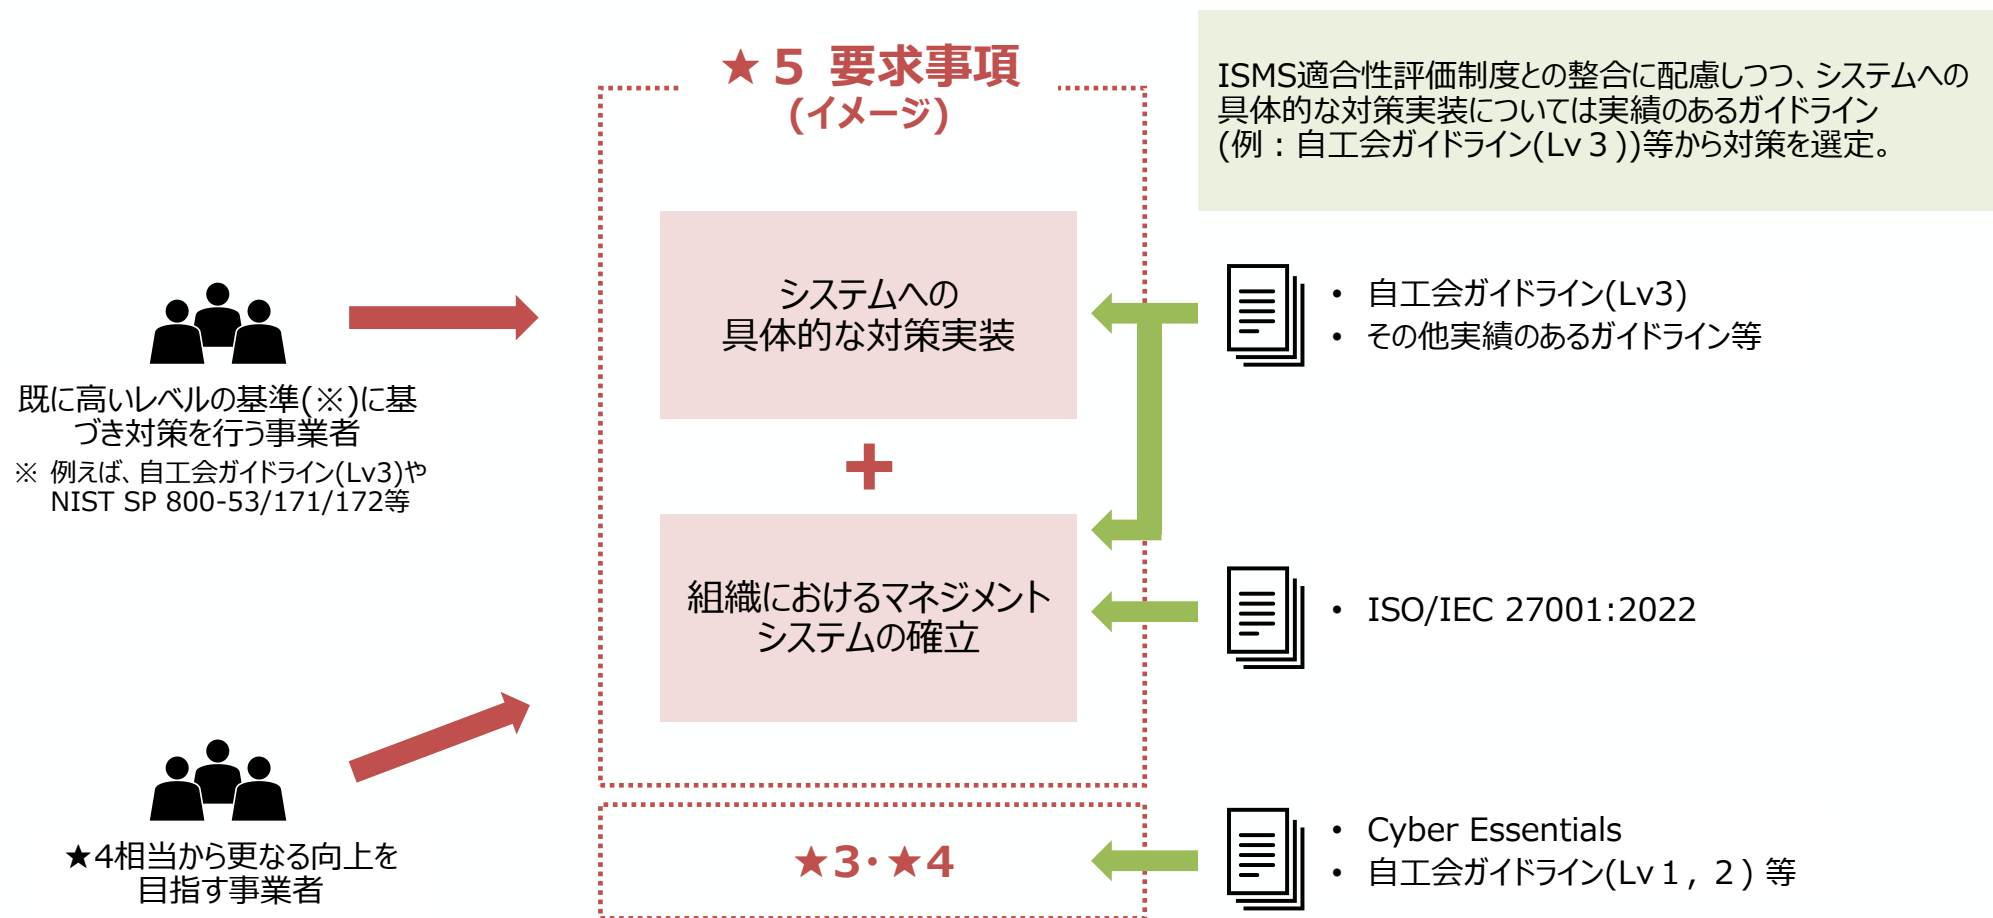 ★５ 要求事項
(イメージ)
ISMS適合性評価制度との整合に配慮しつつ、システムへの
具体的な対策実装については実績のあるガイドライン
(例：自工会ガイドライン(Lv３))等から対策を選定。
システムへの
具体的な対策実装
• 自工会ガイドライン(Lv3)
• その他実績のあるガイドライン等
既に高いレベルの基準(※)に基
づき対策を行う事業者
※ 例えば、自工会ガイドライン(Lv3)や
NIST SP 800-53/171/172等
+
組織におけるマネジメント
システムの確立
• ISO/IEC 27001:2022
★4相当から更なる向上を
目指す事業者
★3・★4
• Cyber Essentials
• 自工会ガイドライン(Lv１, ２) 等